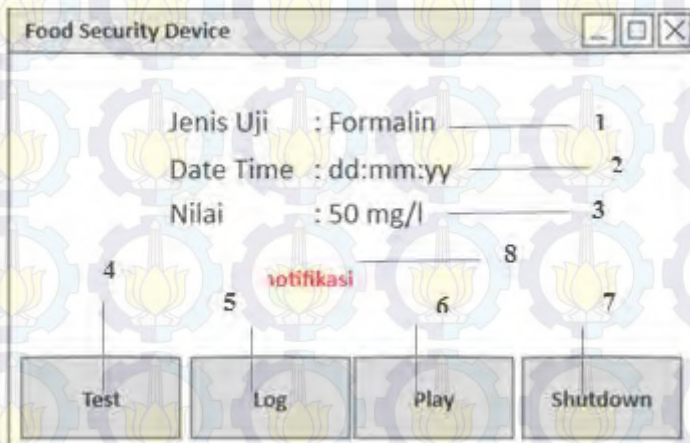 Food Security Device
Jenis Uji : Formalin 1
Date Time : dd:mm:yy 2
Nilai : 50 mg/l 3
8
4
notifikasi
5 6 7
Test Log Play Shutdown